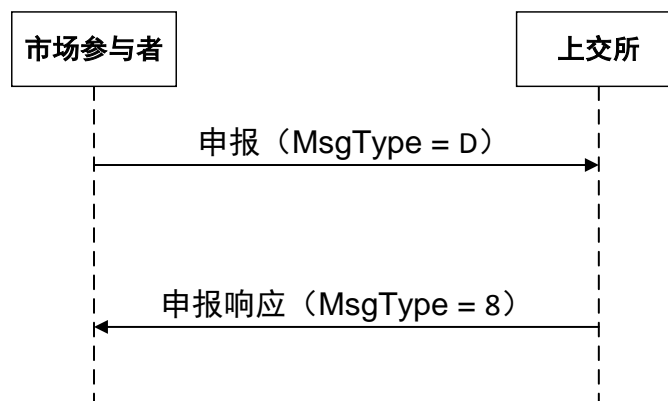 市场参与者
上交所
申报（MsgType = D）
申报响应（MsgType = 8）